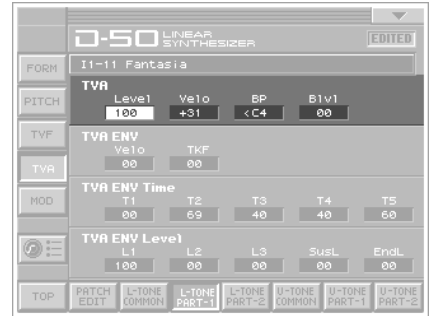 D-50 LINEAR SYNTHESIZER EDITED
I1-11 Fantasia
FORM
PITCH
TVF
TVA
MOD
TOP
TVA
Level Velo BP Blvl
100 +31 <C4 00
TVA ENV
Velo TKF
00 00
TVA ENV Time
T1 T2 T3 T4 T5
00 69 40 40 60
TVA ENV Level
L1 L2 L3 SusL EndL
100 00 00 00 00
PATCH EDIT L-TONE COMMON L-TONE PART-1 L-TONE PART-2 U-TONE COMMON U-TONE PART-1 U-TONE PART-2